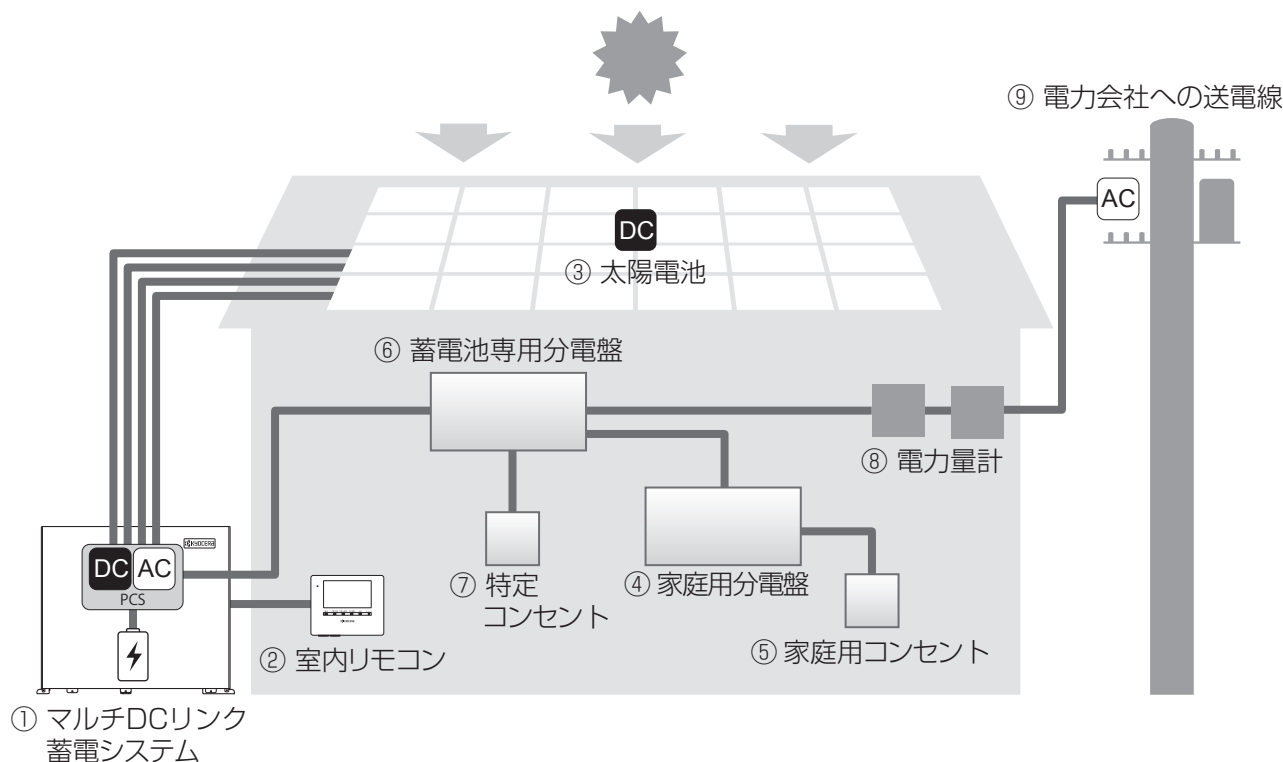 ⑨ 電力会社への送電線
AC
DC
③ 太陽電池
⑥ 蓄電池専用分電盤
⑧ 電力量計
KYOCERA
DC AC
PCS
⑦ 特定
コンセント
④ 家庭用分電盤
② 室内リモコン
⑤ 家庭用コンセント
① マルチDCリンク
蓄電システム